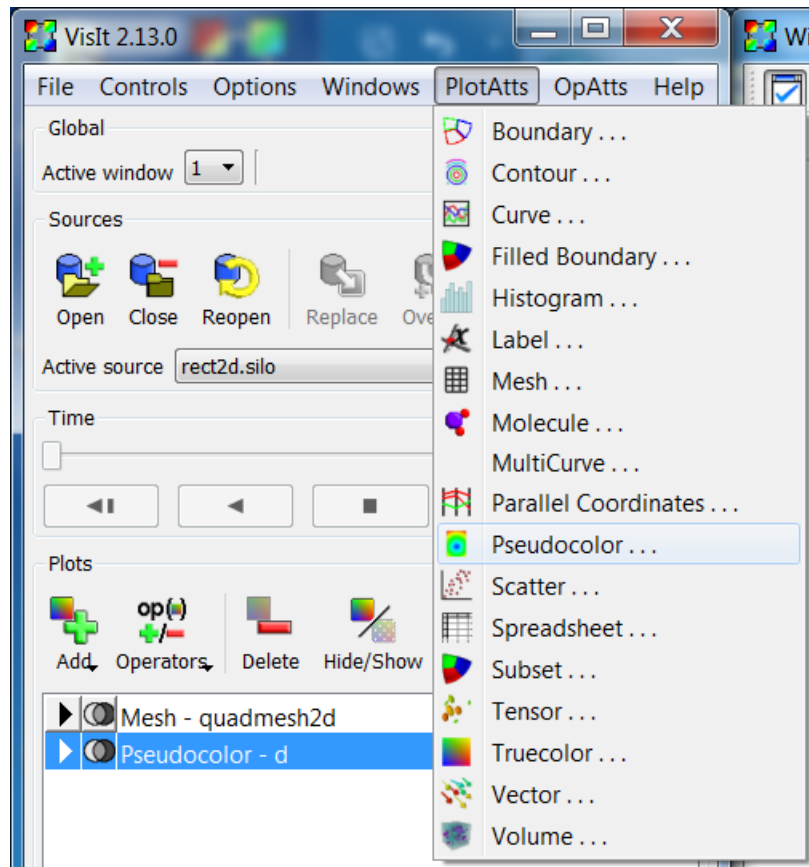 VisIt 2.13.0
Wi
File Controls Options Windows PlotAtts OpAtts Help
Global
Active window 1
Sources
Open Close Reopen Replace Ove
Active source rect2d.silo
Time
Plots
op(=)
+/-
Add Operators Delete Hide/Show
Mesh - quadmesh2d
Pseudocolor - d
Boundary . . .
Contour . . .
Curve . . .
Filled Boundary . . .
Histogram . . .
Label . . .
Mesh . . .
Molecule . . .
MultiCurve . . .
Parallel Coordinates . . .
Pseudocolor . . .
Scatter . . .
Spreadsheet . . .
Subset . . .
Tensor . . .
Truecolor . . .
Vector . . .
Volume . . .